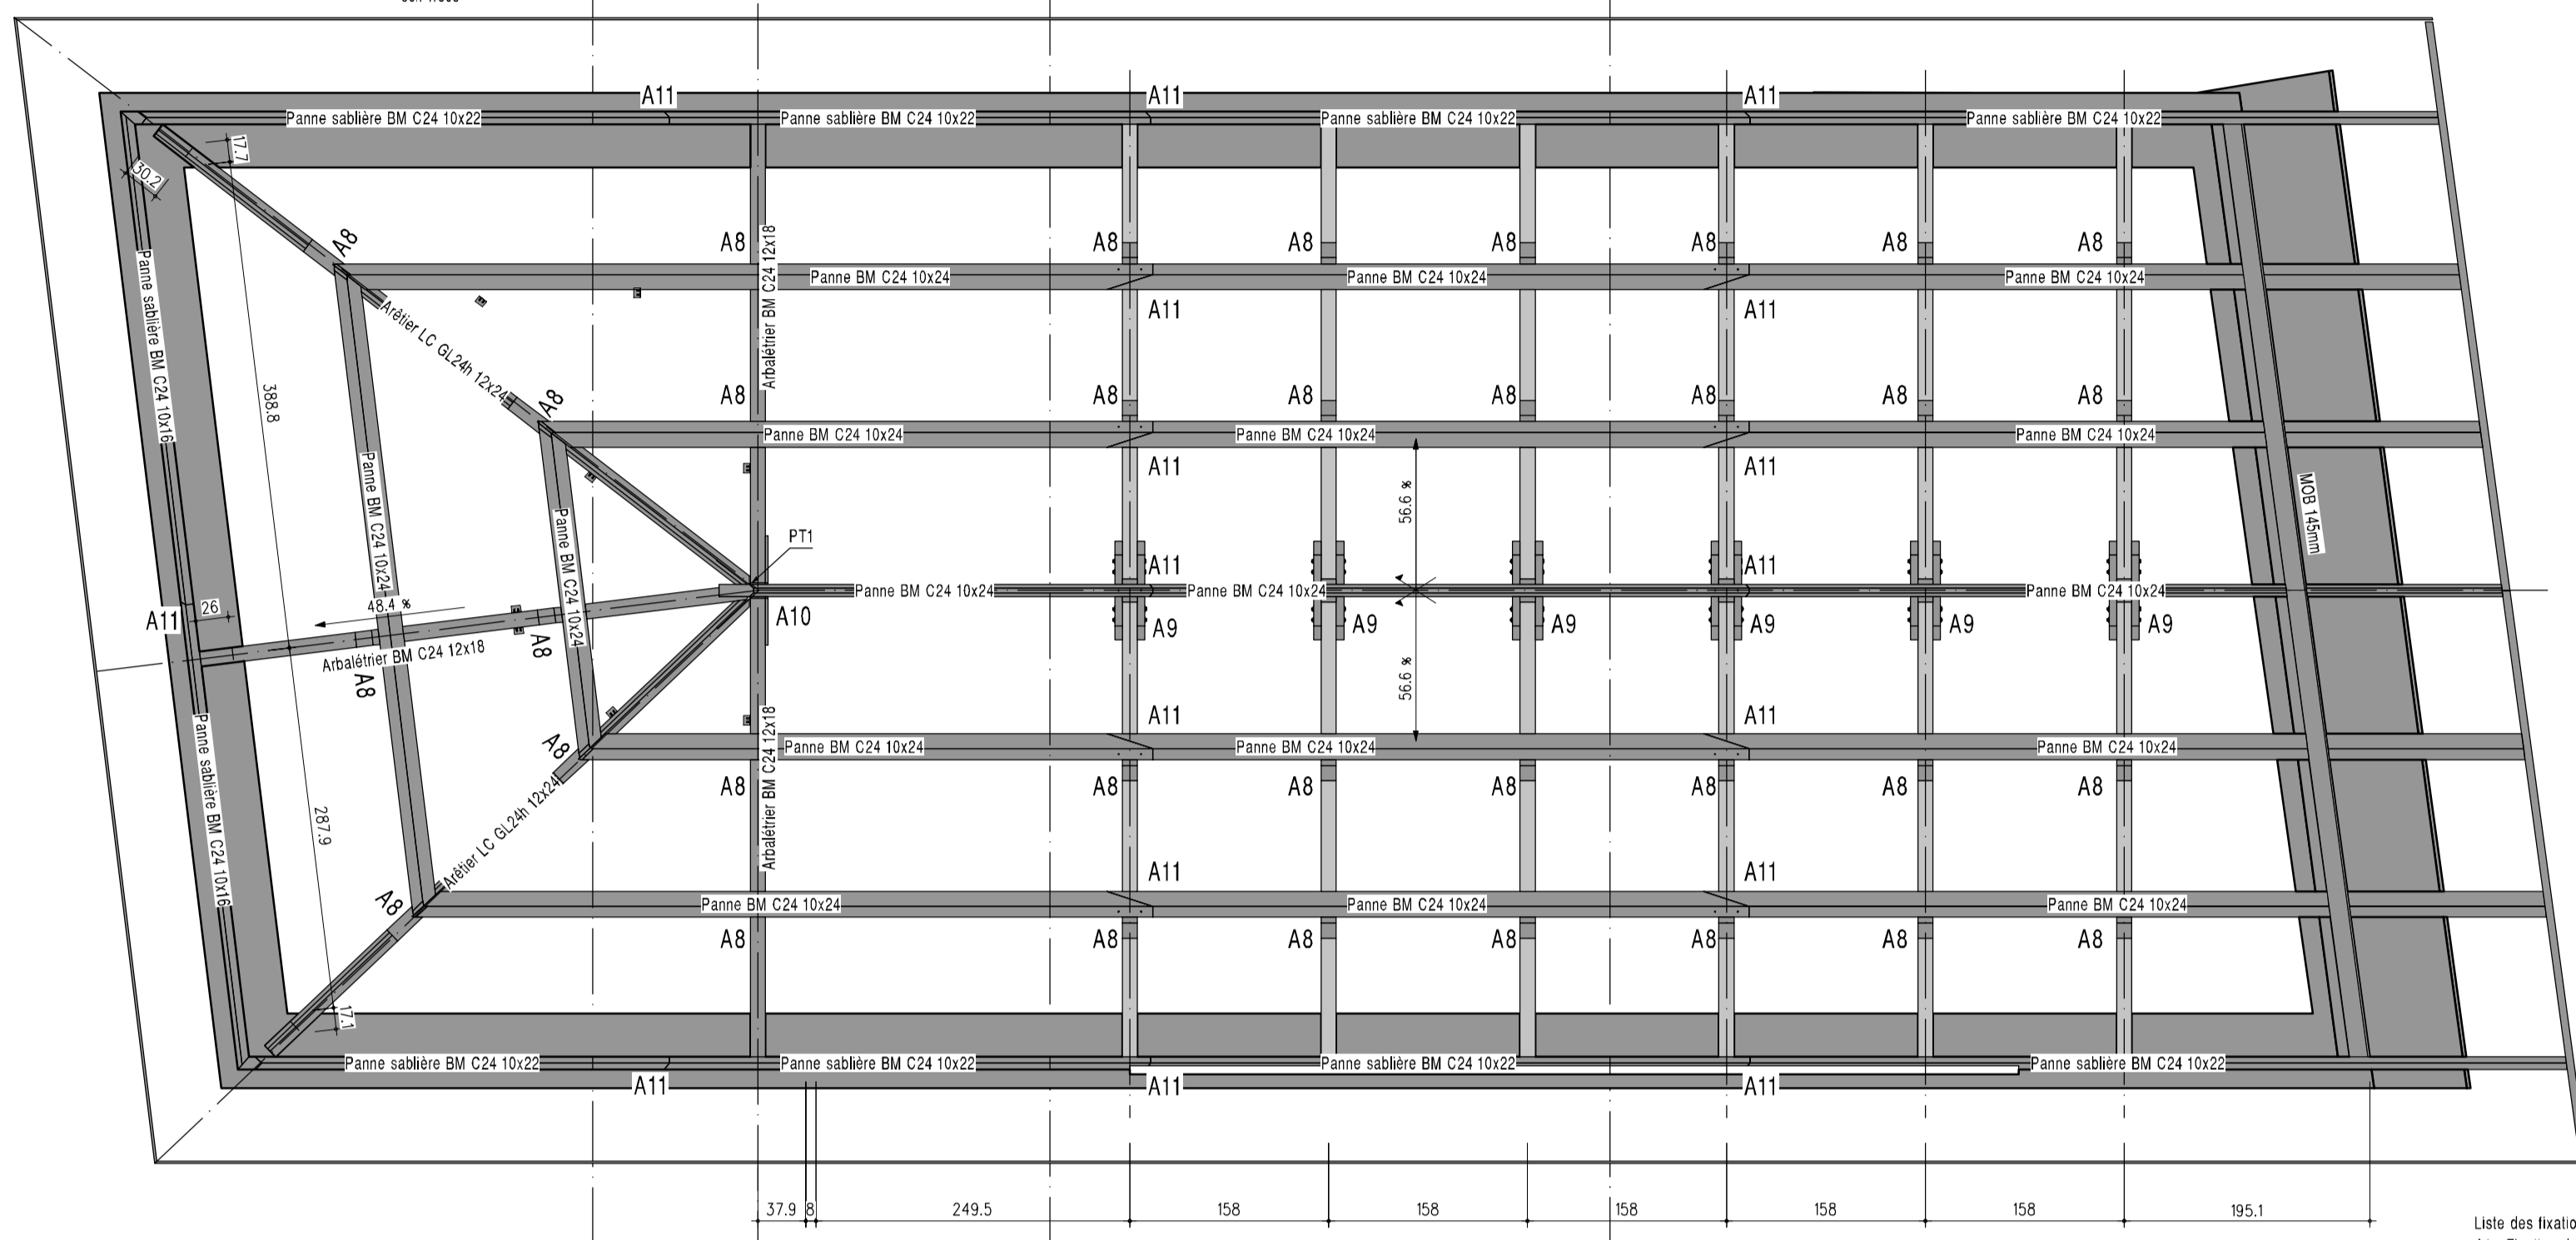 A11
A11
A11
Panne sablière BM C24 10x22
Panne sablière BM C24 10x22
Panne sablière BM C24 10x22
Panne sablière BM C24 10x22
17.7
30.2
A8
A8
A8
A8
A8
A8
A8
A8
Panne BM C24 10x24
Panne BM C24 10x24
Panne BM C24 10x24
A11
A11
Arbalétrier BM C24 12x18
Panne sablière BM C24 10x16
Arêtier LC GL24h 12x24
388.8
A8
A8
A8
A8
A8
A8
A8
A8
Panne BM C24 10x24
Panne BM C24 10x24
Panne BM C24 10x24
A11
A11
56.6 %
Panne BM C24 10x24
Panne BM C24 10x24
MOB 145mm
PT1
A11
A11
Panne BM C24 10x24
Panne BM C24 10x24
Panne BM C24 10x24
A11
26
48.4 %
A10
A9
A9
A9
A9
A9
A9
Arbalétrier BM C24 12x18
A8
A8
56.6 %
A11
A11
A8
Panne BM C24 10x24
Panne BM C24 10x24
Panne BM C24 10x24
A8
A8
A8
A8
A8
A8
A8
Arbalétrier BM C24 12x18
Panne sablière BM C24 10x16
287.9
Arêtier LC GL24h 12x24
A11
A11
A8
Panne BM C24 10x24
Panne BM C24 10x24
Panne BM C24 10x24
A8
A8
A8
A8
A8
A8
A8
17.1
Panne sablière BM C24 10x22
Panne sablière BM C24 10x22
Panne sablière BM C24 10x22
Panne sablière BM C24 10x22
A11
A11
A11
37.9
8
249.5
158
158
158
158
158
195.1
Liste des fixatio